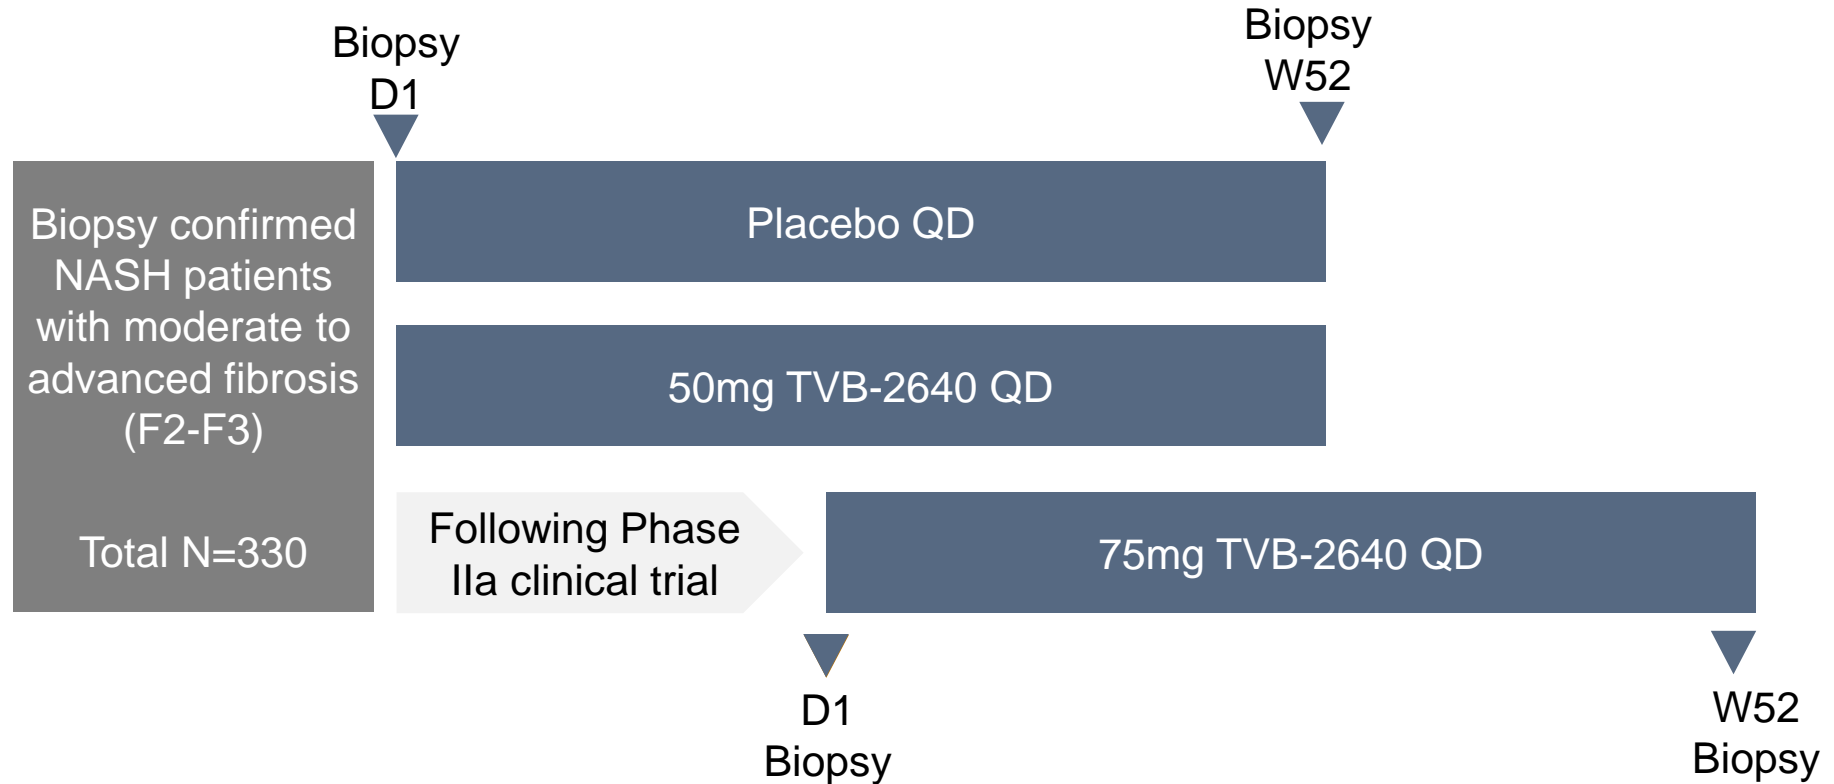 Biopsy
D1
Biopsy
W52
Biopsy confirmed
NASH patients
with moderate to
advanced fibrosis
(F2-F3)
Total N=330
Placebo QD
50mg TVB-2640 QD
Following Phase
IIa clinical trial
75mg TVB-2640 QD
D1
Biopsy
W52
Biopsy